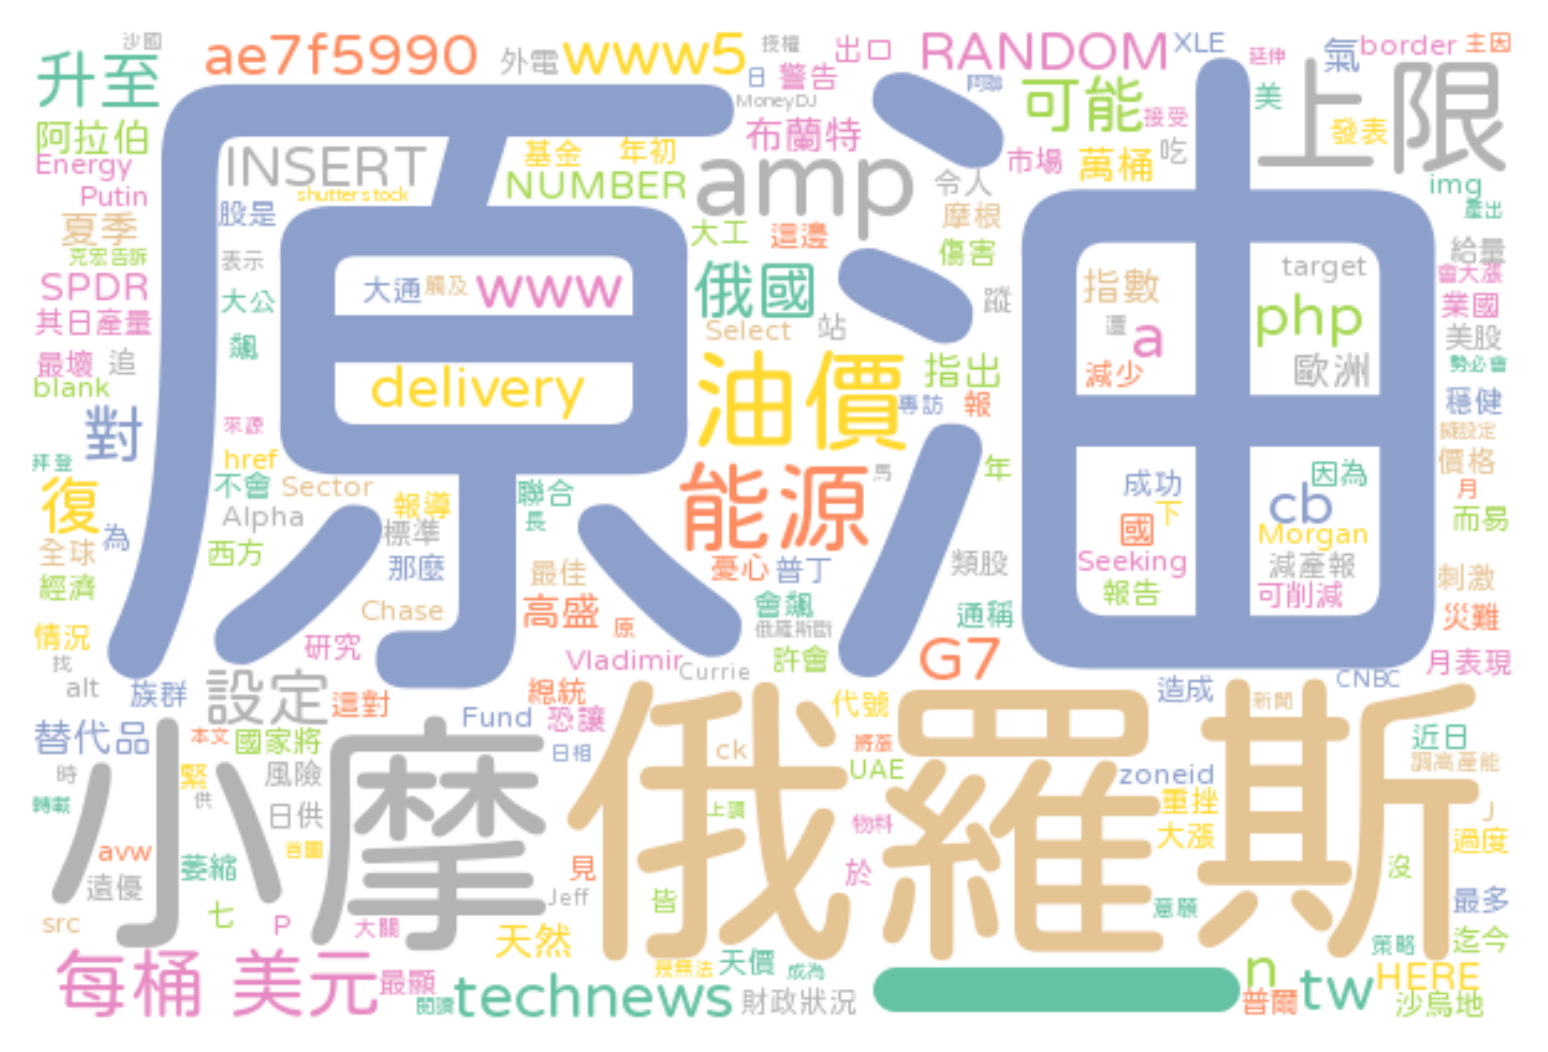 沙國
升至
ae7f5990
外電
www5
授權
日
警告
出口
RANDOM
XLE
延伸
氣
border
主因
MoneyDJ
阿聯
可能
接受
美
上限
發表
阿拉伯
Energy
Putin
夏季
克宏告訴
INSERT
shutterstock
股是
基金
年初
NUMBER
布蘭特
amp
令人
摩根
市場
萬桶
吃
img
產出
原油
SPDR
其日產量
最壞
追
blank
表示
大公
飆
大通
觸及
www
delivery
大工
這邊
俄國
Select
站
傷害
蹤
指數
target
a
php
減少
歐洲
給量
會大漲
業國
美股
勢必會
穩健
擬設定
價格
月
而易
對
拜登
復
為
全球
經濟
情況
找
alt
來源
href
不會
Sector
Alpha
西方
報導
標準
那麼
Chase
研究
油價
指出
專訪
報
能源
馬
年
聯合
長
最佳
憂心
普丁
高盛
原
會飆
俄羅斯斷
類股
通稱
成功
下
國
因為
cb
Morgan
Seeking
減產報
報告
可削減
刺激
災難
G7
Vladimir
Currie
許會
月表現
CNBC
族群
設定
這對
總統
Fund
恐讓
日相
代號
將漲
UAE
造成
新聞
近日
調高產能
替代品
本文
國家將
時
緊
供
風險
日供
轉載
首圖
小摩
俄羅斯
ck
上調
物料
zoneid
重挫
大漲
J
過度
avw
遠優
萎縮
src
七
P
大關
見
Jeff
皆
於
意願
沒
最多
策略
迄今
天然
每桶 美元
最顯
閱讀
technews
幾無法
天價
成為
財政狀況
n
普爾
tw
HERE
沙烏地